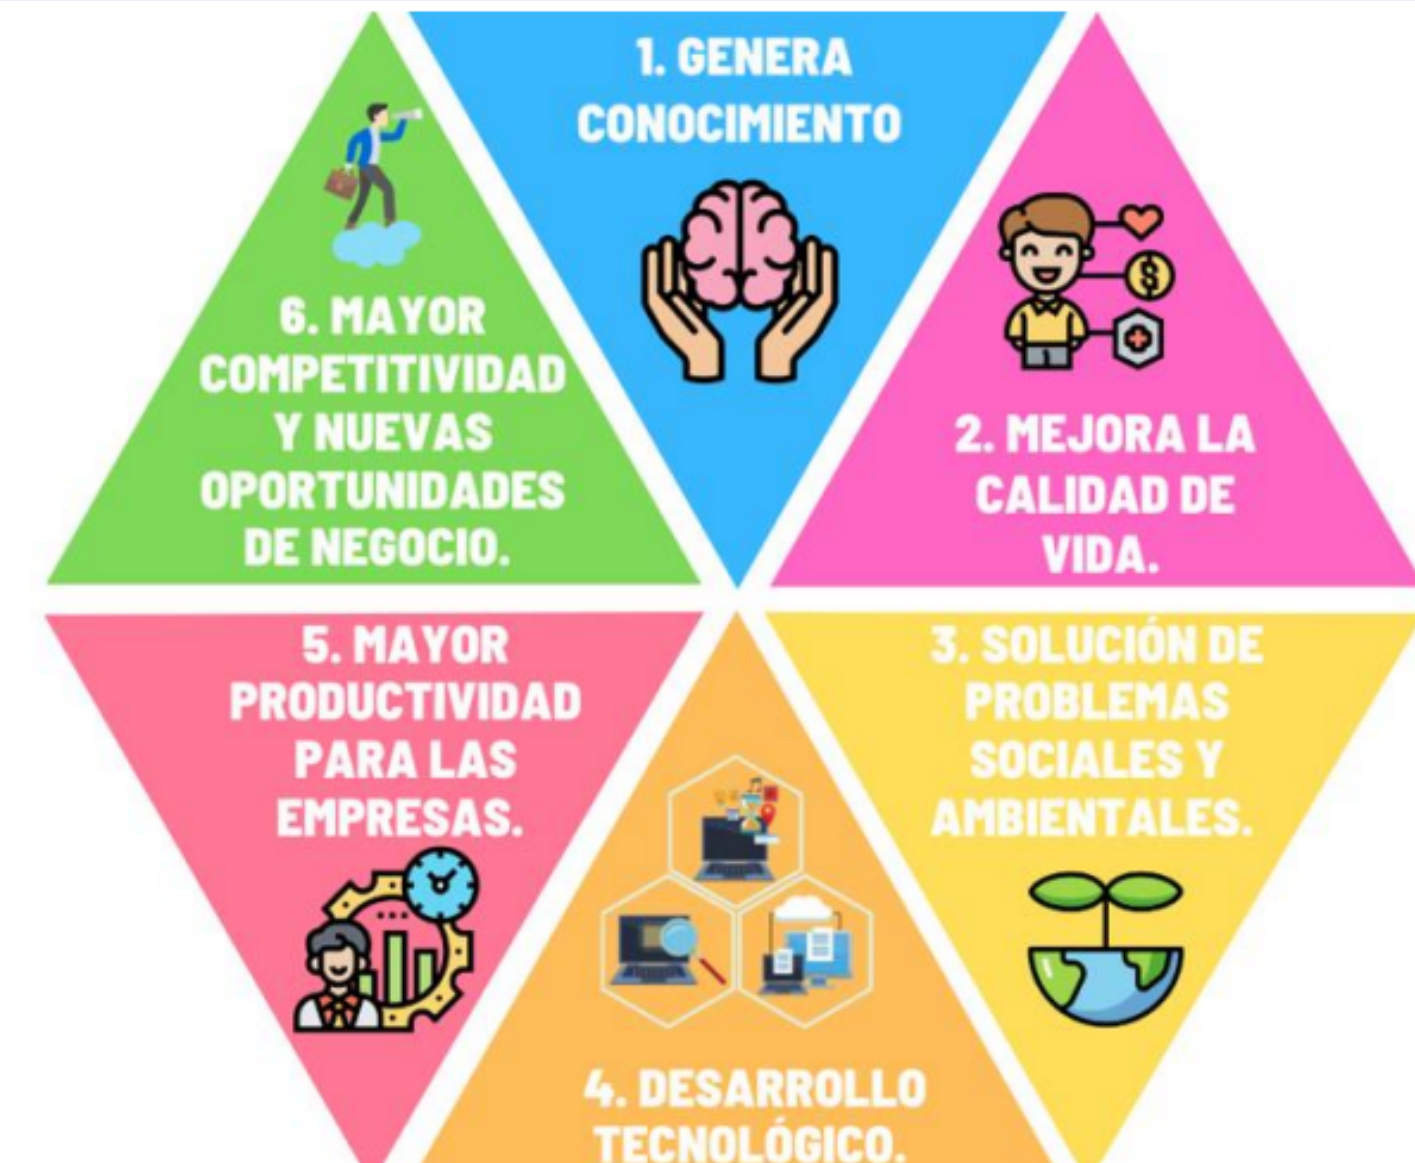 1. GENERA
CONOCIMIENTO
2. MEJORA LA
CALIDAD DE
VIDA.
3. SOLUCIÓN DE
PROBLEMAS
SOCIALES Y
AMBIENTALES.
4. DESARROLLO
TECNOLÓGICO.
5. MAYOR
PRODUCTIVIDAD
PARA LAS
EMPRESAS.
6. MAYOR
COMPETITIVIDAD
Y NUEVAS
OPORTUNIDADES
DE NEGOCIO.